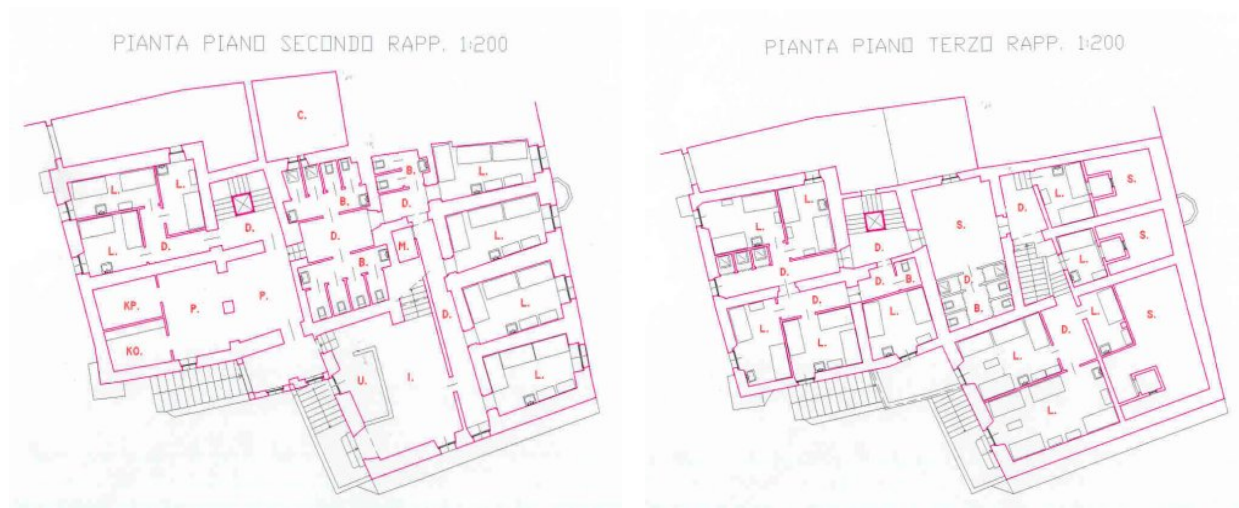 PIANTA PIANO SECONDO RAPP. 1:200
C.
L.
L.
B.
L.
B.
D.
D.
D.
L.
L.
D.
M.
B.
KP.
P.
P.
L.
D.
KO.
U.
I.
L.
PIANTA PIANO TERZO RAPP. 1:200
S.
L.
L.
D.
L.
S.
S.
D.
L.
D.
D.
B.
D.
D.
B.
L.
S.
L.
L.
D.
L.
L.
L.